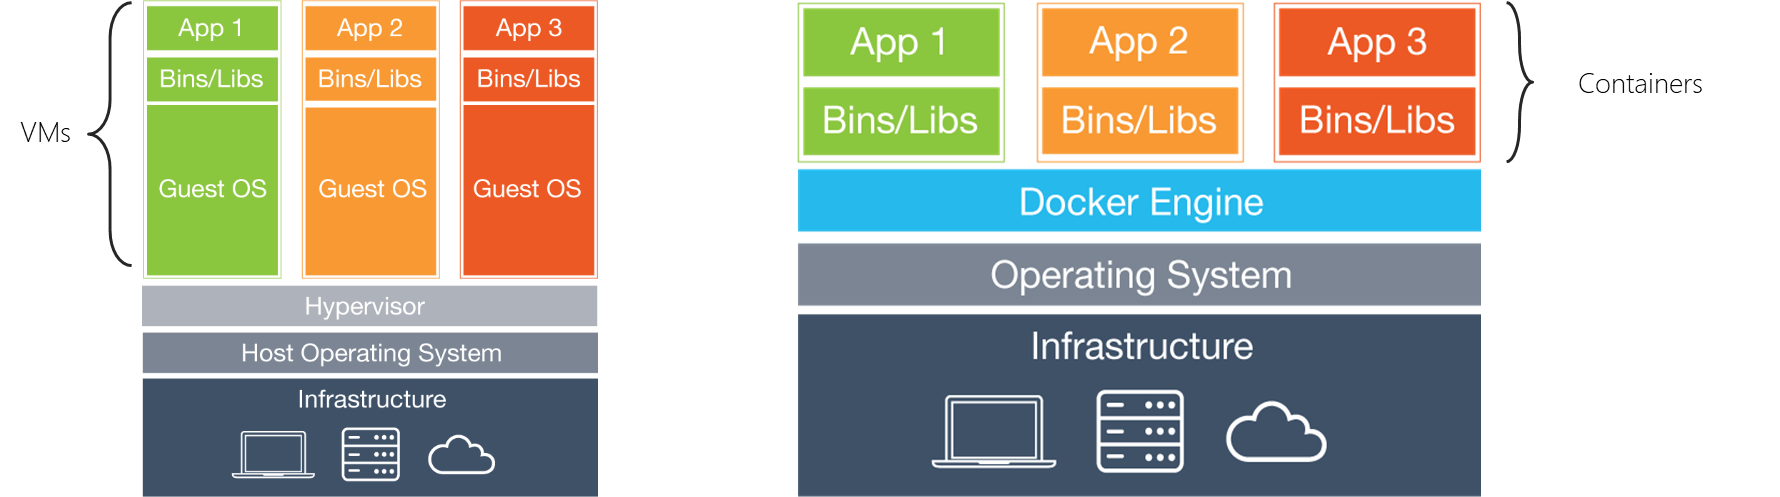 VMs
App 1
App 2
App 3
Bins/Libs
Bins/Libs
Bins/Libs
Guest OS
Guest OS
Guest OS
Hypervisor
Host Operating System
Infrastructure
App 1
App 2
App 3
Bins/Libs
Bins/Libs
Bins/Libs
Containers
Docker Engine
Operating System
Infrastructure